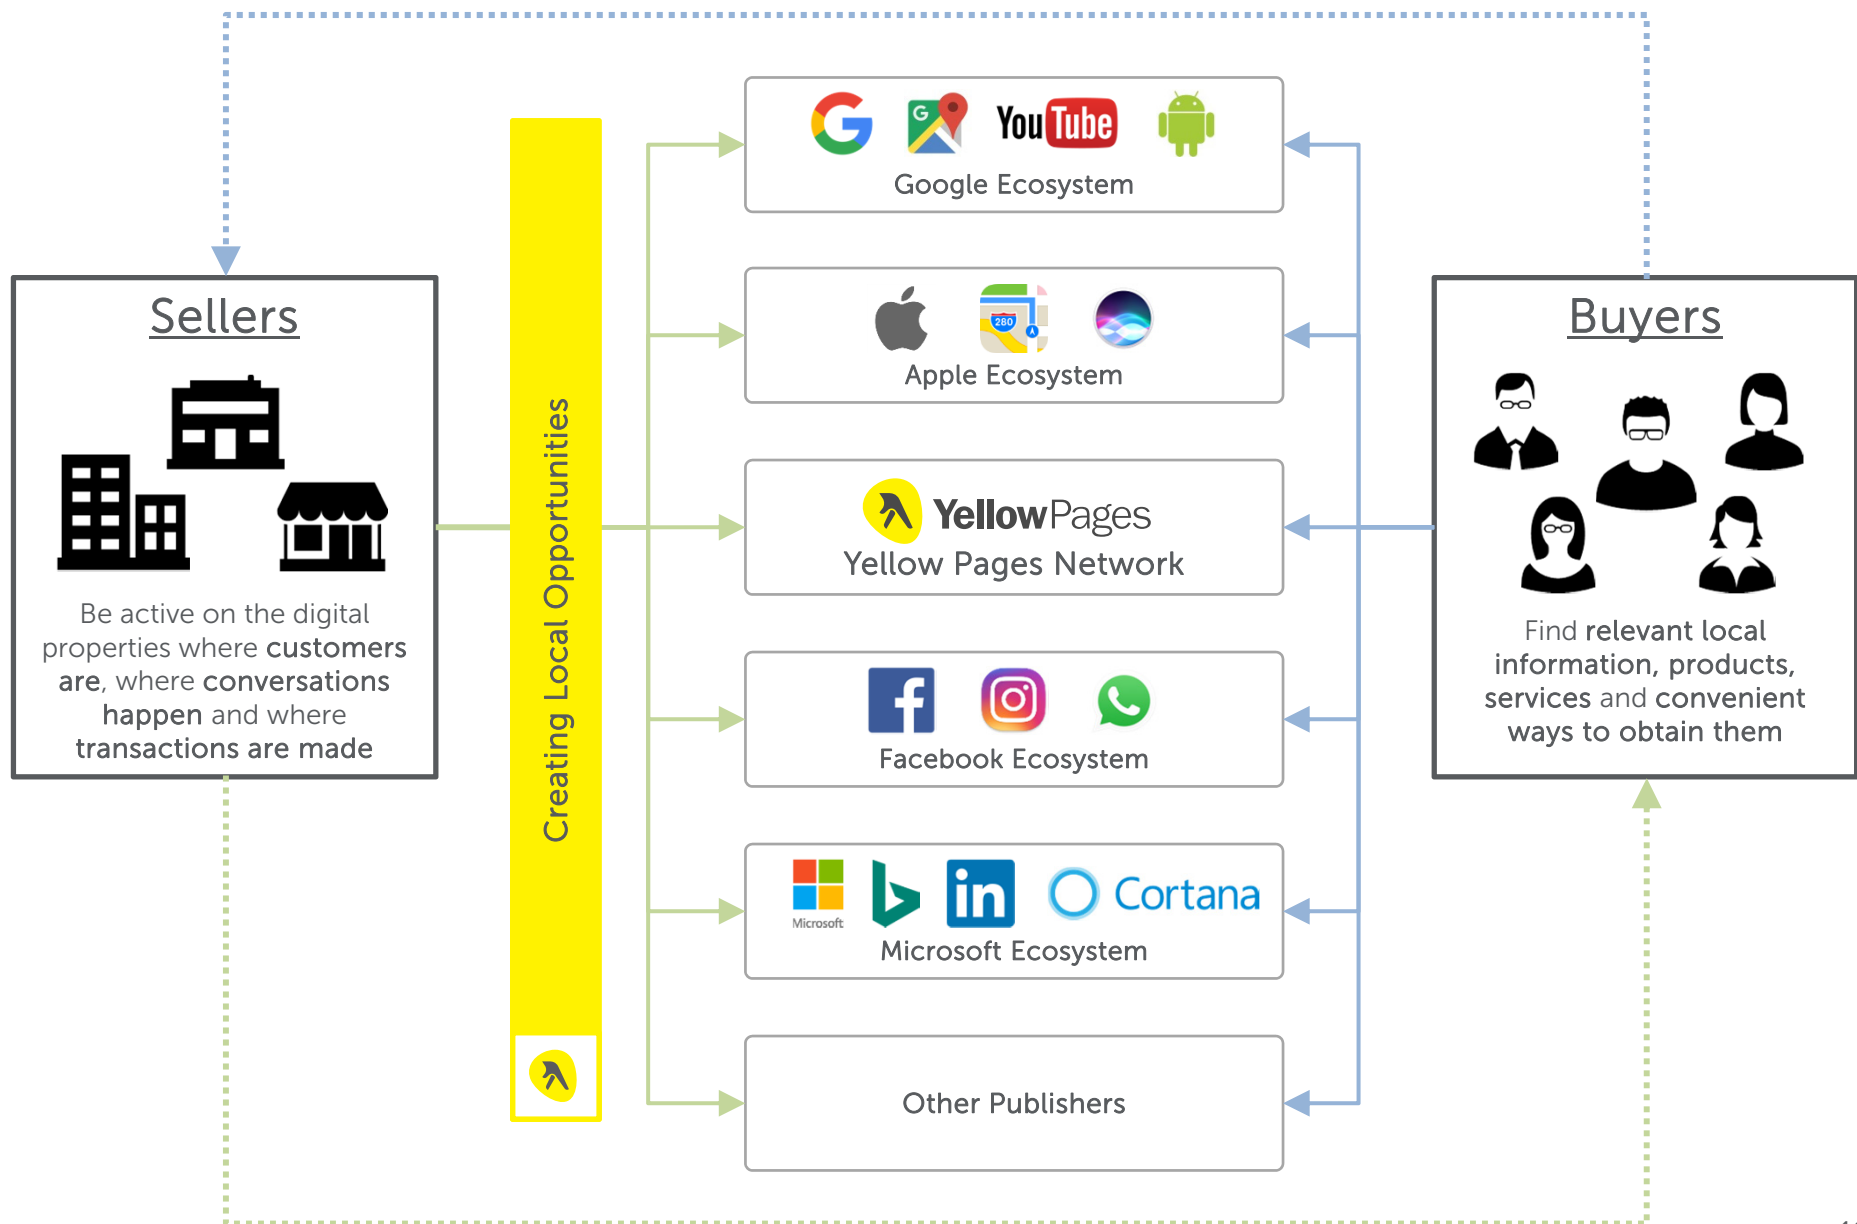 YouTube
Google Ecosystem
Sellers
Be active on the digital
properties where customers
are, where conversations
happen and where
transactions are made
Creating Local Opportunities
280
Apple Ecosystem
YellowPages
Yellow Pages Network
Facebook Ecosystem
in
Cortana
Microsoft
Microsoft Ecosystem
Other Publishers
Buyers
Find relevant local
information, products,
services and convenient
ways to obtain them